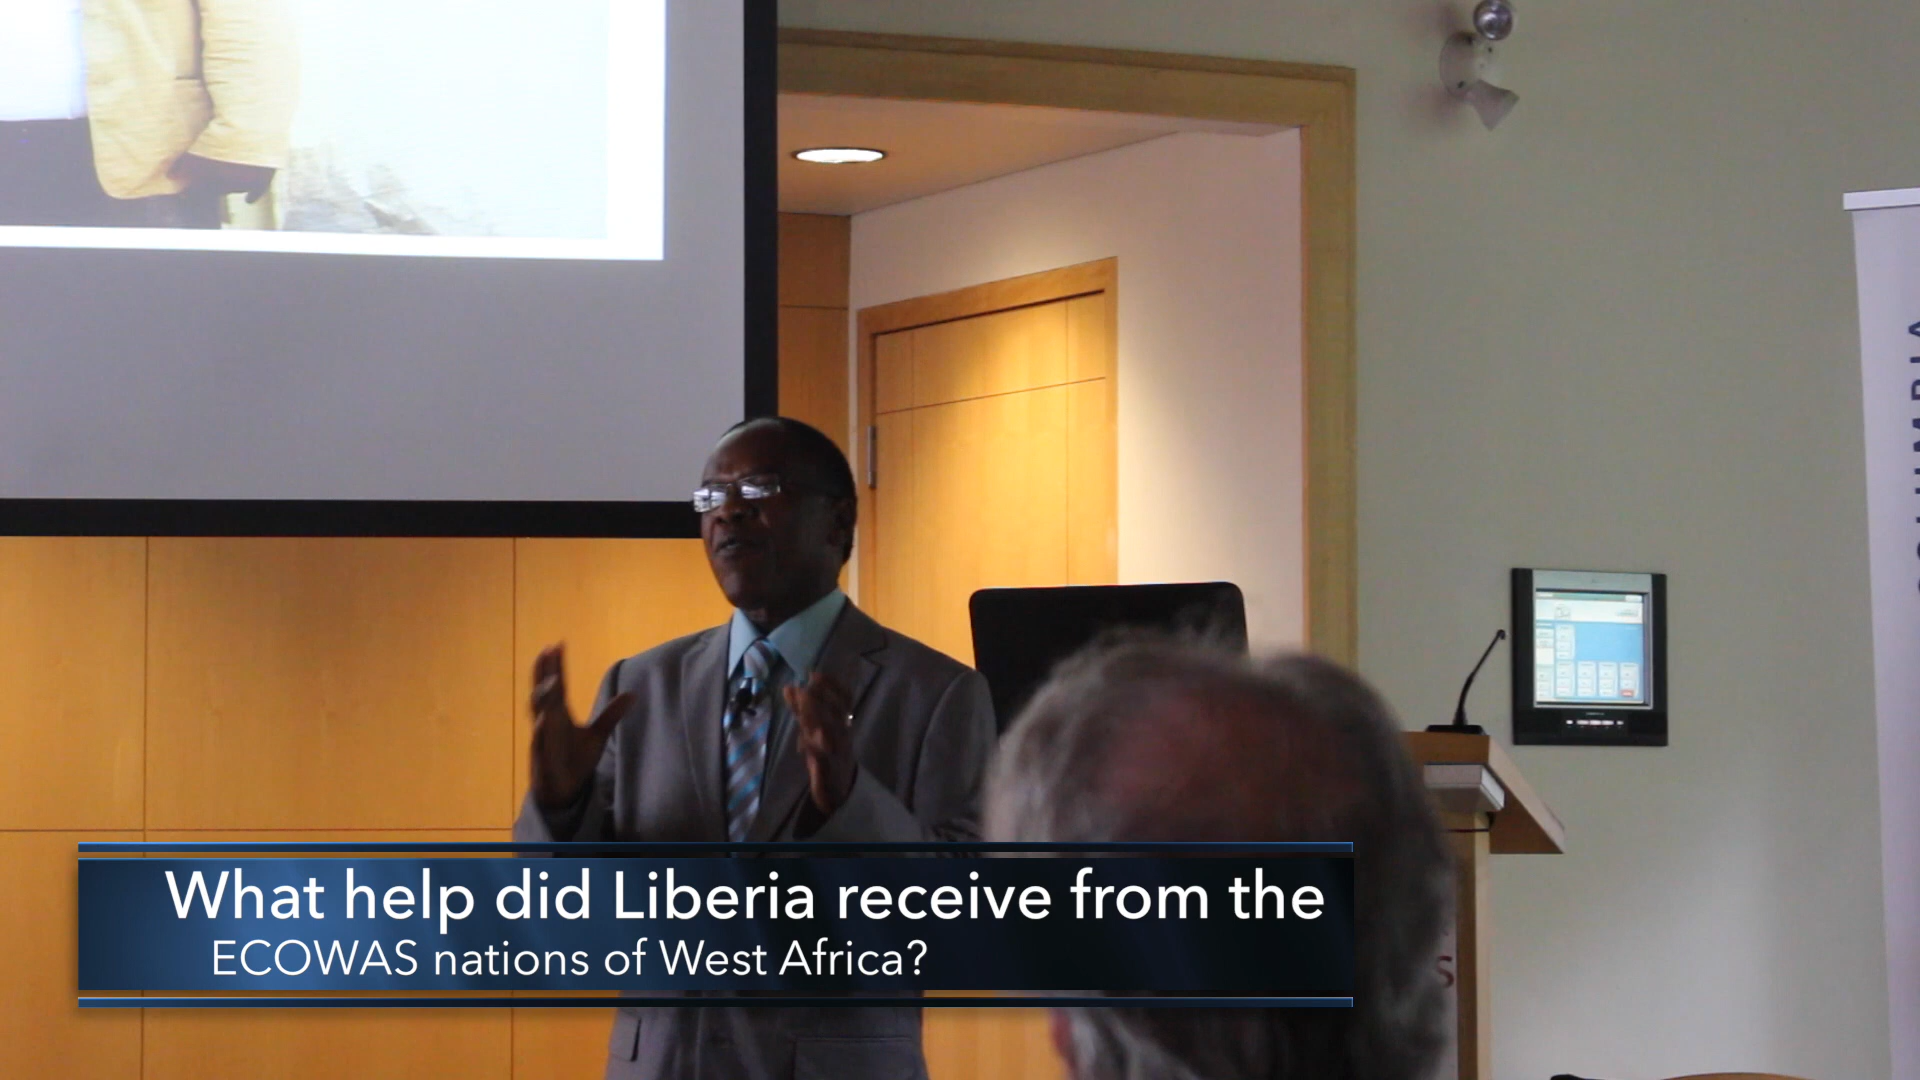 What help did Liberia receive from the
ECOWAS nations of West Africa?